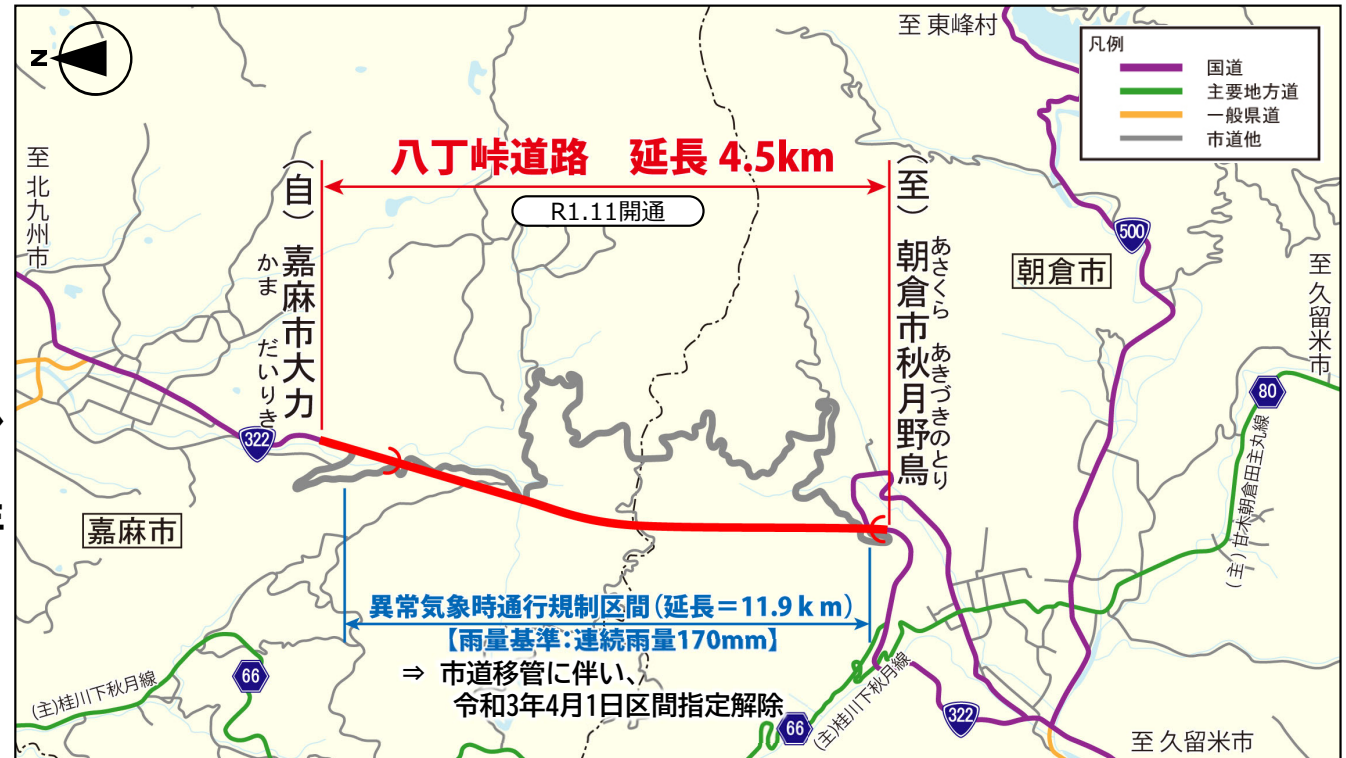 N
至 東峰村
凡例
国道
主要地方道
一般県道
市道他
至 北九州市
八丁峠道路　延長 4.5km
R1.11開通
（自）嘉麻市大力
かま だいりき
（至）朝倉市秋月野鳥
あさくら あきづきのとり
500
朝倉市
至 久留米市
80
322
(主)甘木朝倉田主丸線
嘉麻市
異常気象時通行規制区間（延長＝11.9ｋｍ）
【雨量基準：連続雨量170mm】
⇒ 市道移管に伴い、
令和3年4月1日区間指定解除
66
(主)桂川下秋月線
(主)桂川下秋月線
66
322
至 久留米市